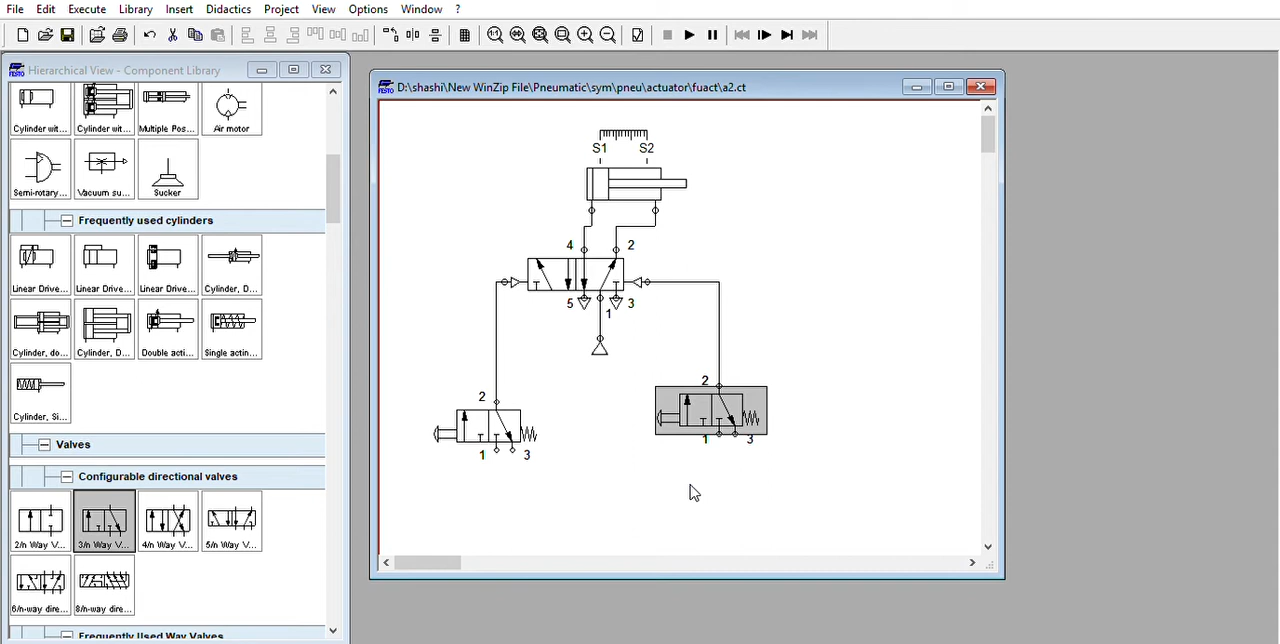 File Edit Execute Library Insert Didactics Project View Options Window ?
FESTO Hierarchical View - Component Library
Cylinder wit... Cylinder wit... Multiple Pos... Air motor
Semi-rotary... Vacuum su... Sucker
Frequently used cylinders
Linear Drive... Linear Drive... Linear Drive... Cylinder, D...
Cylinder, do... Cylinder, D... Double acti... Single actin...
Cylinder, Si...
Valves
Configurable directional valves
2/n Way V... 3/n Way V... 4/n Way V... 5/n Way V...
6/n-way dire... 8/n-way dire...
Frequently Used Way Valves
FESTO D:\shashi\New WinZip File\Pneumatic\sym\pneu\actuator\fuact\a2.ct
S1 S2
4 2
5 1 3
2
1 3
2
1 3